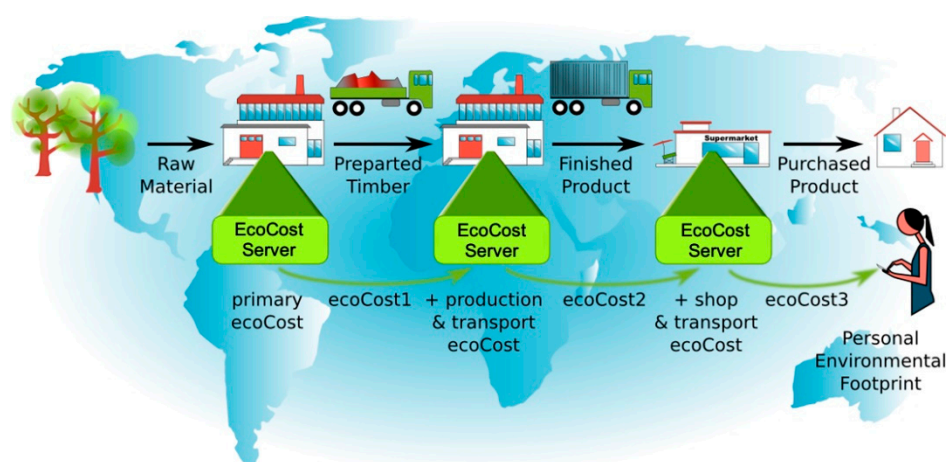 Supermarket
Raw
Material
Preparted
Timber
Finished
Product
Purchased
Product
EcoCost
Server
EcoCost
Server
EcoCost
Server
primary
ecoCost
ecoCost1
+ production
& transport
ecoCost
ecoCost2
+ shop
& transport
ecoCost
ecoCost3
Personal
Environmental
Footprint